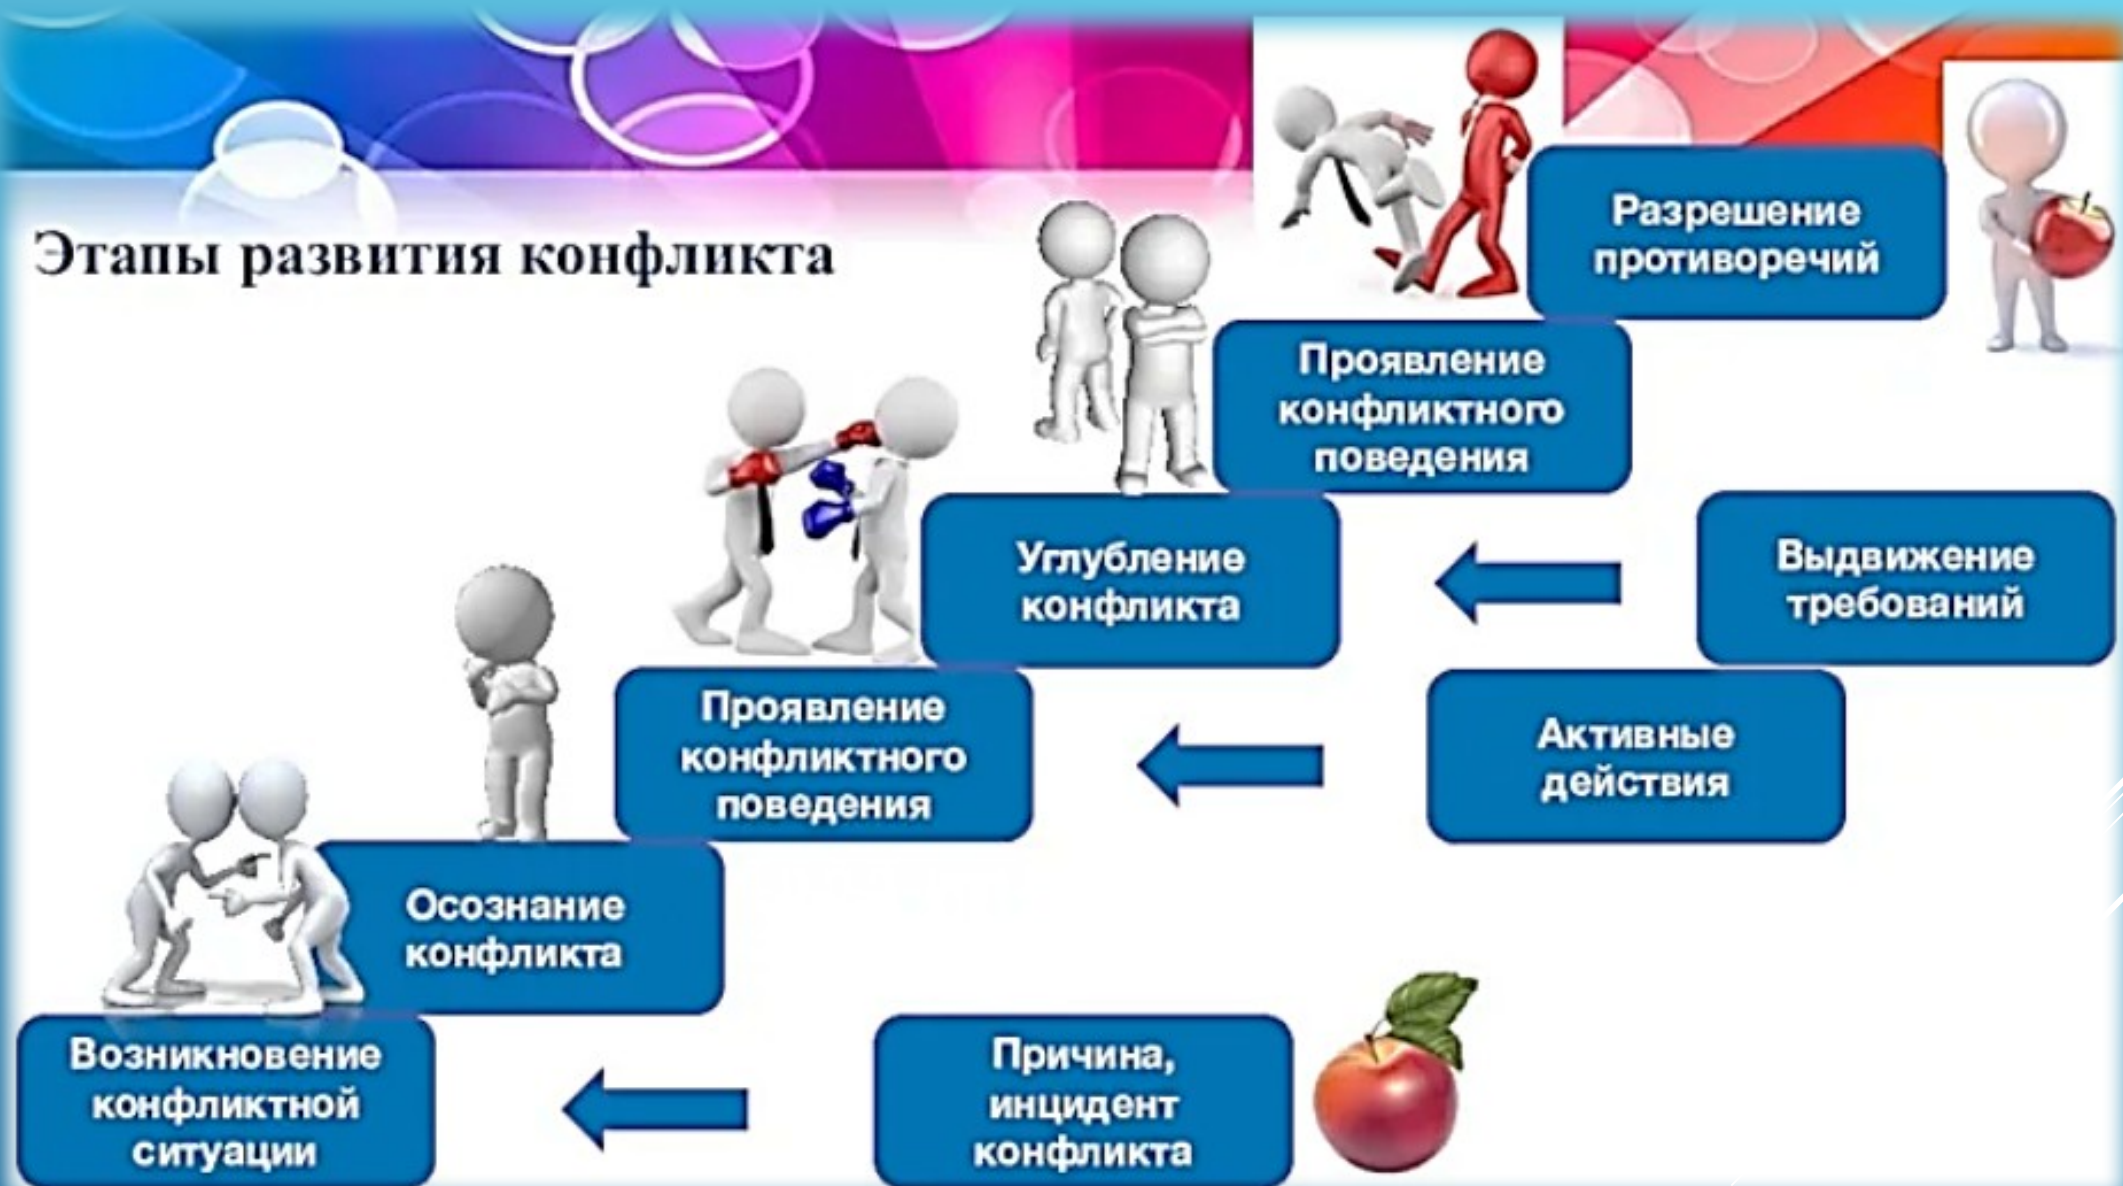 Этапы развития конфликта
Разрешение
противоречий
Проявление
конфликтного
поведения
Углубление
конфликта
Выдвижение
требований
Проявление
конфликтного
поведения
Активные
действия
Осознание
конфликта
Возникновение
конфликтной
ситуации
Причина,
инцидент
конфликта